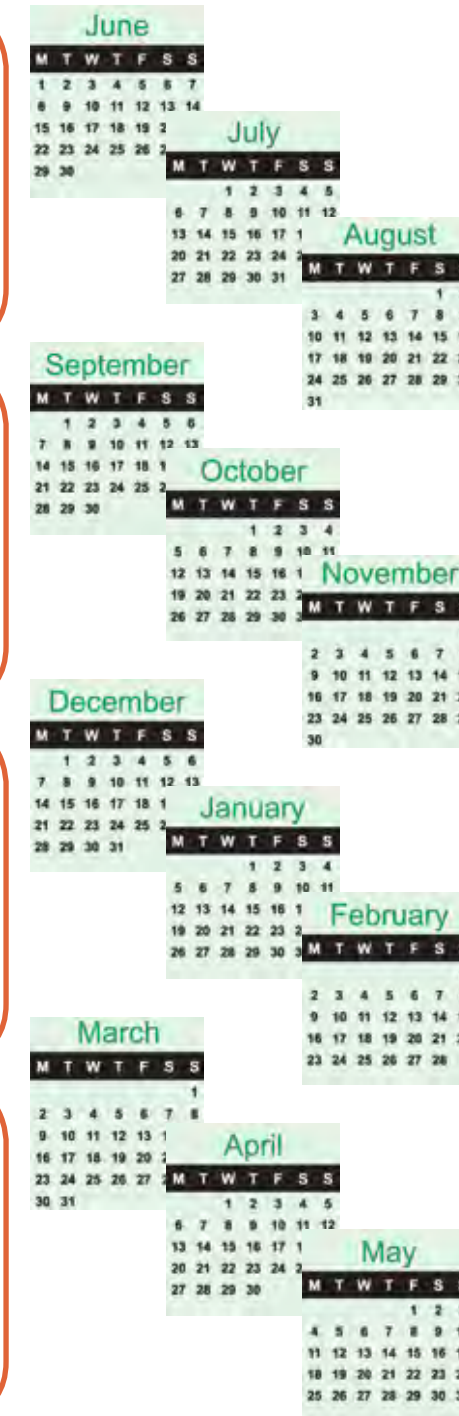 June
M T W T F S S
1 2 3 4 5 6 7
8 9 10 11 12 13 14
15 16 17 18 19
22 23 24 25 26
29 30
July
M T W T F S S
1 2 3 4 5
6 7 8 9 10 11 12
13 14 15 16 17
20 21 22 23 24
27 28 29 30 31
August
M T W T F S
1
3 4 5 6 7 8
10 11 12 13 14 15
17 18 19 20 21 22
24 25 26 27 28 29
31
September
M T W T F S S
1 2 3 4 5 6
7 8 9 10 11 12 13
14 15 16 17 18
21 22 23 24 25
28 29 30
October
M T W T F S S
1 2 3 4
5 6 7 8 9 10 11
12 13 14 15 16
19 20 21 22 23
26 27 28 29 30
November
M T W T F S
2 3 4 5 6 7
9 10 11 12 13 14
16 17 18 19 20 21
23 24 25 26 27 28
30
December
M T W T F S S
1 2 3 4 5 6
7 8 9 10 11 12 13
14 15 16 17 18
21 22 23 24 25
28 29 30 31
January
M T W T F S S
1 2 3 4
5 6 7 8 9 10 11
12 13 14 15 16
19 20 21 22 23
26 27 28 29 30
February
M T W T F S
2 3 4 5 6 7
9 10 11 12 13 14
16 17 18 19 20 21
23 24 25 26 27 28
March
M T W T F S S
1
2 3 4 5 6 7 8
9 10 11 12 13
16 17 18 19 20
23 24 25 26 27
30 31
April
M T W T F S S
1 2 3 4 5
6 7 8 9 10 11 12
13 14 15 16 17
20 21 22 23 24
27 28 29 30
May
M T W T F S
1 2
4 5 6 7 8 9
11 12 13 14 15 16
18 19 20 21 22 23
25 26 27 28 29 30